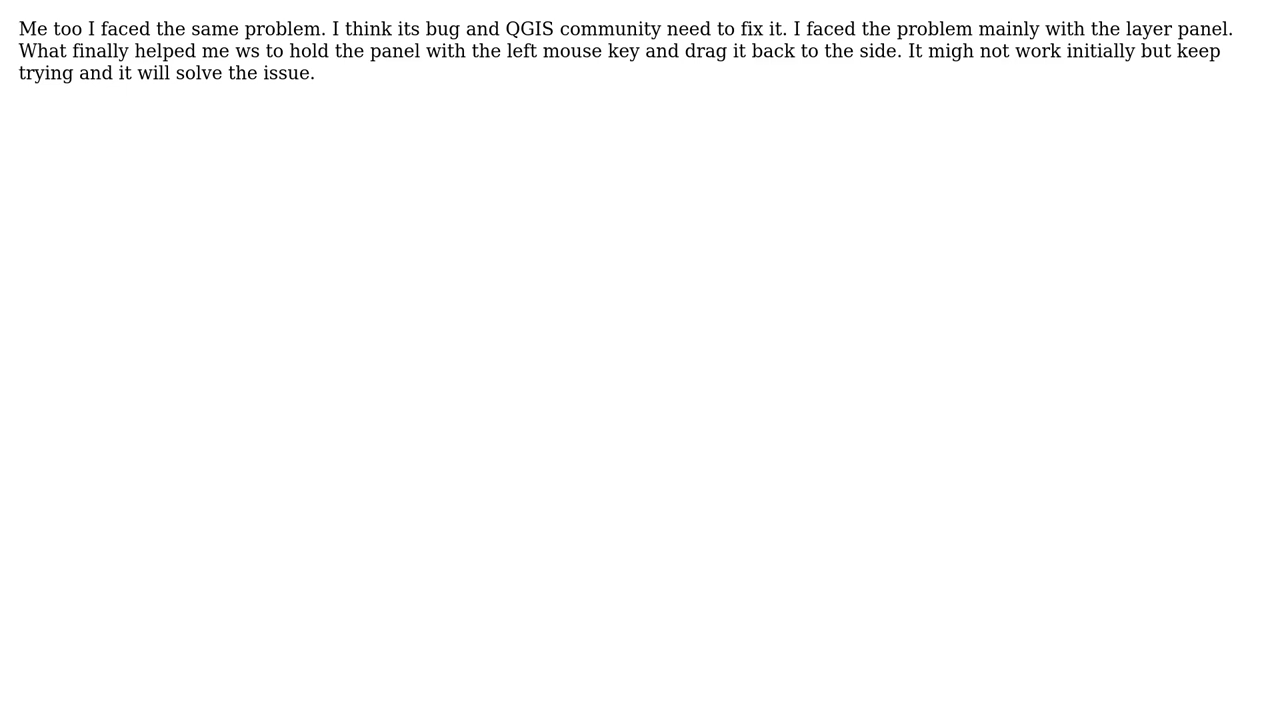 Me too I faced the same problem. I think its bug and QGIS community need to fix it. I faced the problem mainly with the layer panel.
What finally helped me ws to hold the panel with the left mouse key and drag it back to the side. It migh not work initially but keep
trying and it will solve the issue.